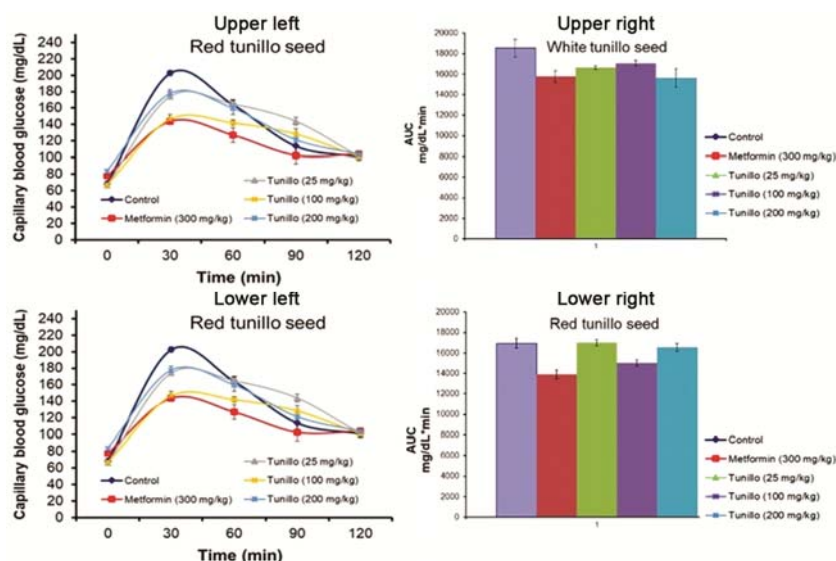 Upper left
Red tunillo seed
Capillary blood glucose (mg/dL)
240
220
200
180
160
140
120
100
80
60
40
20
0
Control
Metformin (300 mg/kg)
Tunillo (25 mg/kg)
Tunillo (100 mg/kg)
Tunillo (200 mg/kg)
0 30 60 90 120
Time (min)
Upper right
White tunillo seed
AUC
mg/dL*min
20000
18000
16000
14000
12000
10000
8000
6000
4000
2000
0
1
Control
Metformin (300 mg/kg)
Tunillo (25 mg/kg)
Tunillo (100 mg/kg)
Tunillo (200 mg/kg)
Lower left
Red tunillo seed
Capillary blood glucose (mg/dL)
240
220
200
180
160
140
120
100
80
60
40
20
0
Control
Metformin (300 mg/kg)
Tunillo (25 mg/kg)
Tunillo (100 mg/kg)
Tunillo (200 mg/kg)
0 30 60 90 120
Time (min)
Lower right
Red tunillo seed
AUC
mg/dL*min
20000
18000
16000
14000
12000
10000
8000
6000
4000
2000
0
1
Control
Metformin (300 mg/kg)
Tunillo (25 mg/kg)
Tunillo (100 mg/kg)
Tunillo (200 mg/kg)